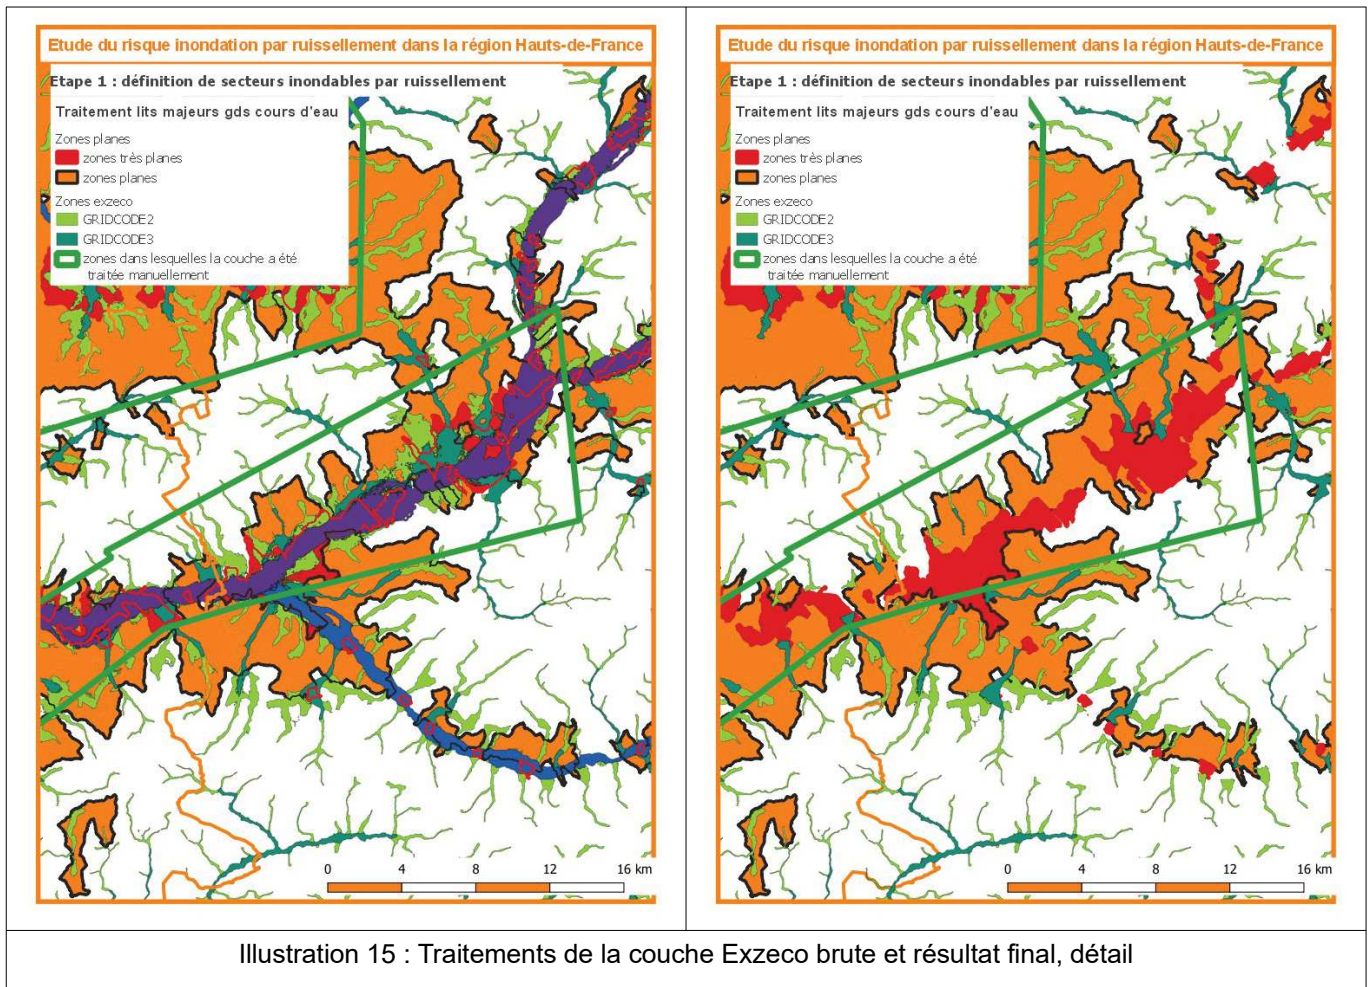 Etude du risque inondation par ruissellement dans la région Hauts-de-France
Etape 1 : définition de secteurs inondables par ruissellement
Traitement lits majeurs gds cours d'eau
Zones planes
zones très planes
zones planes
Zones exzeco
GRIDCODE2
GRIDCODE3
zones dans lesquelles la couche a été
traitée manuellement
0 4 8 12 16 km
Etude du risque inondation par ruissellement dans la région Hauts-de-France
Etape 1 : définition de secteurs inondables par ruissellement
Traitement lits majeurs gds cours d'eau
Zones planes
zones très planes
zones planes
Zones exzeco
GRIDCODE2
GRIDCODE3
zones dans lesquelles la couche a été
traitée manuellement
0 4 8 12 16 km
Illustration 15 : Traitements de la couche Exzeco brute et résultat final, détail